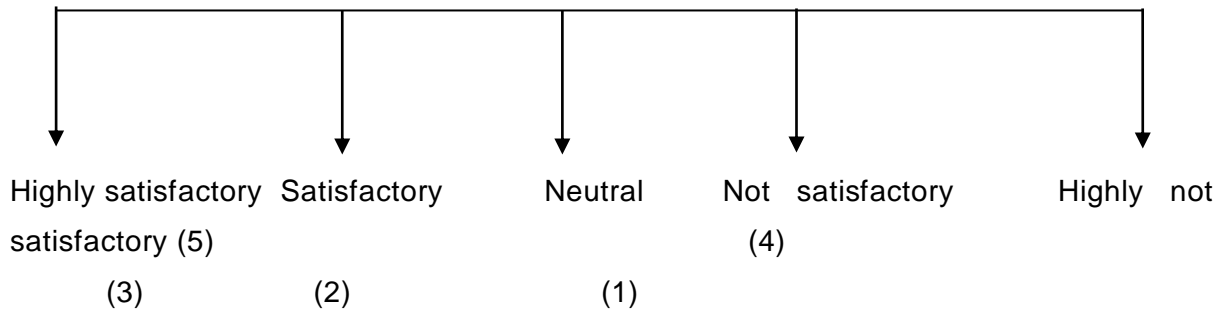 Highly satisfactory Satisfactory Neutral Not satisfactory Highly not
satisfactory (5) (4)
(3) (2) (1)